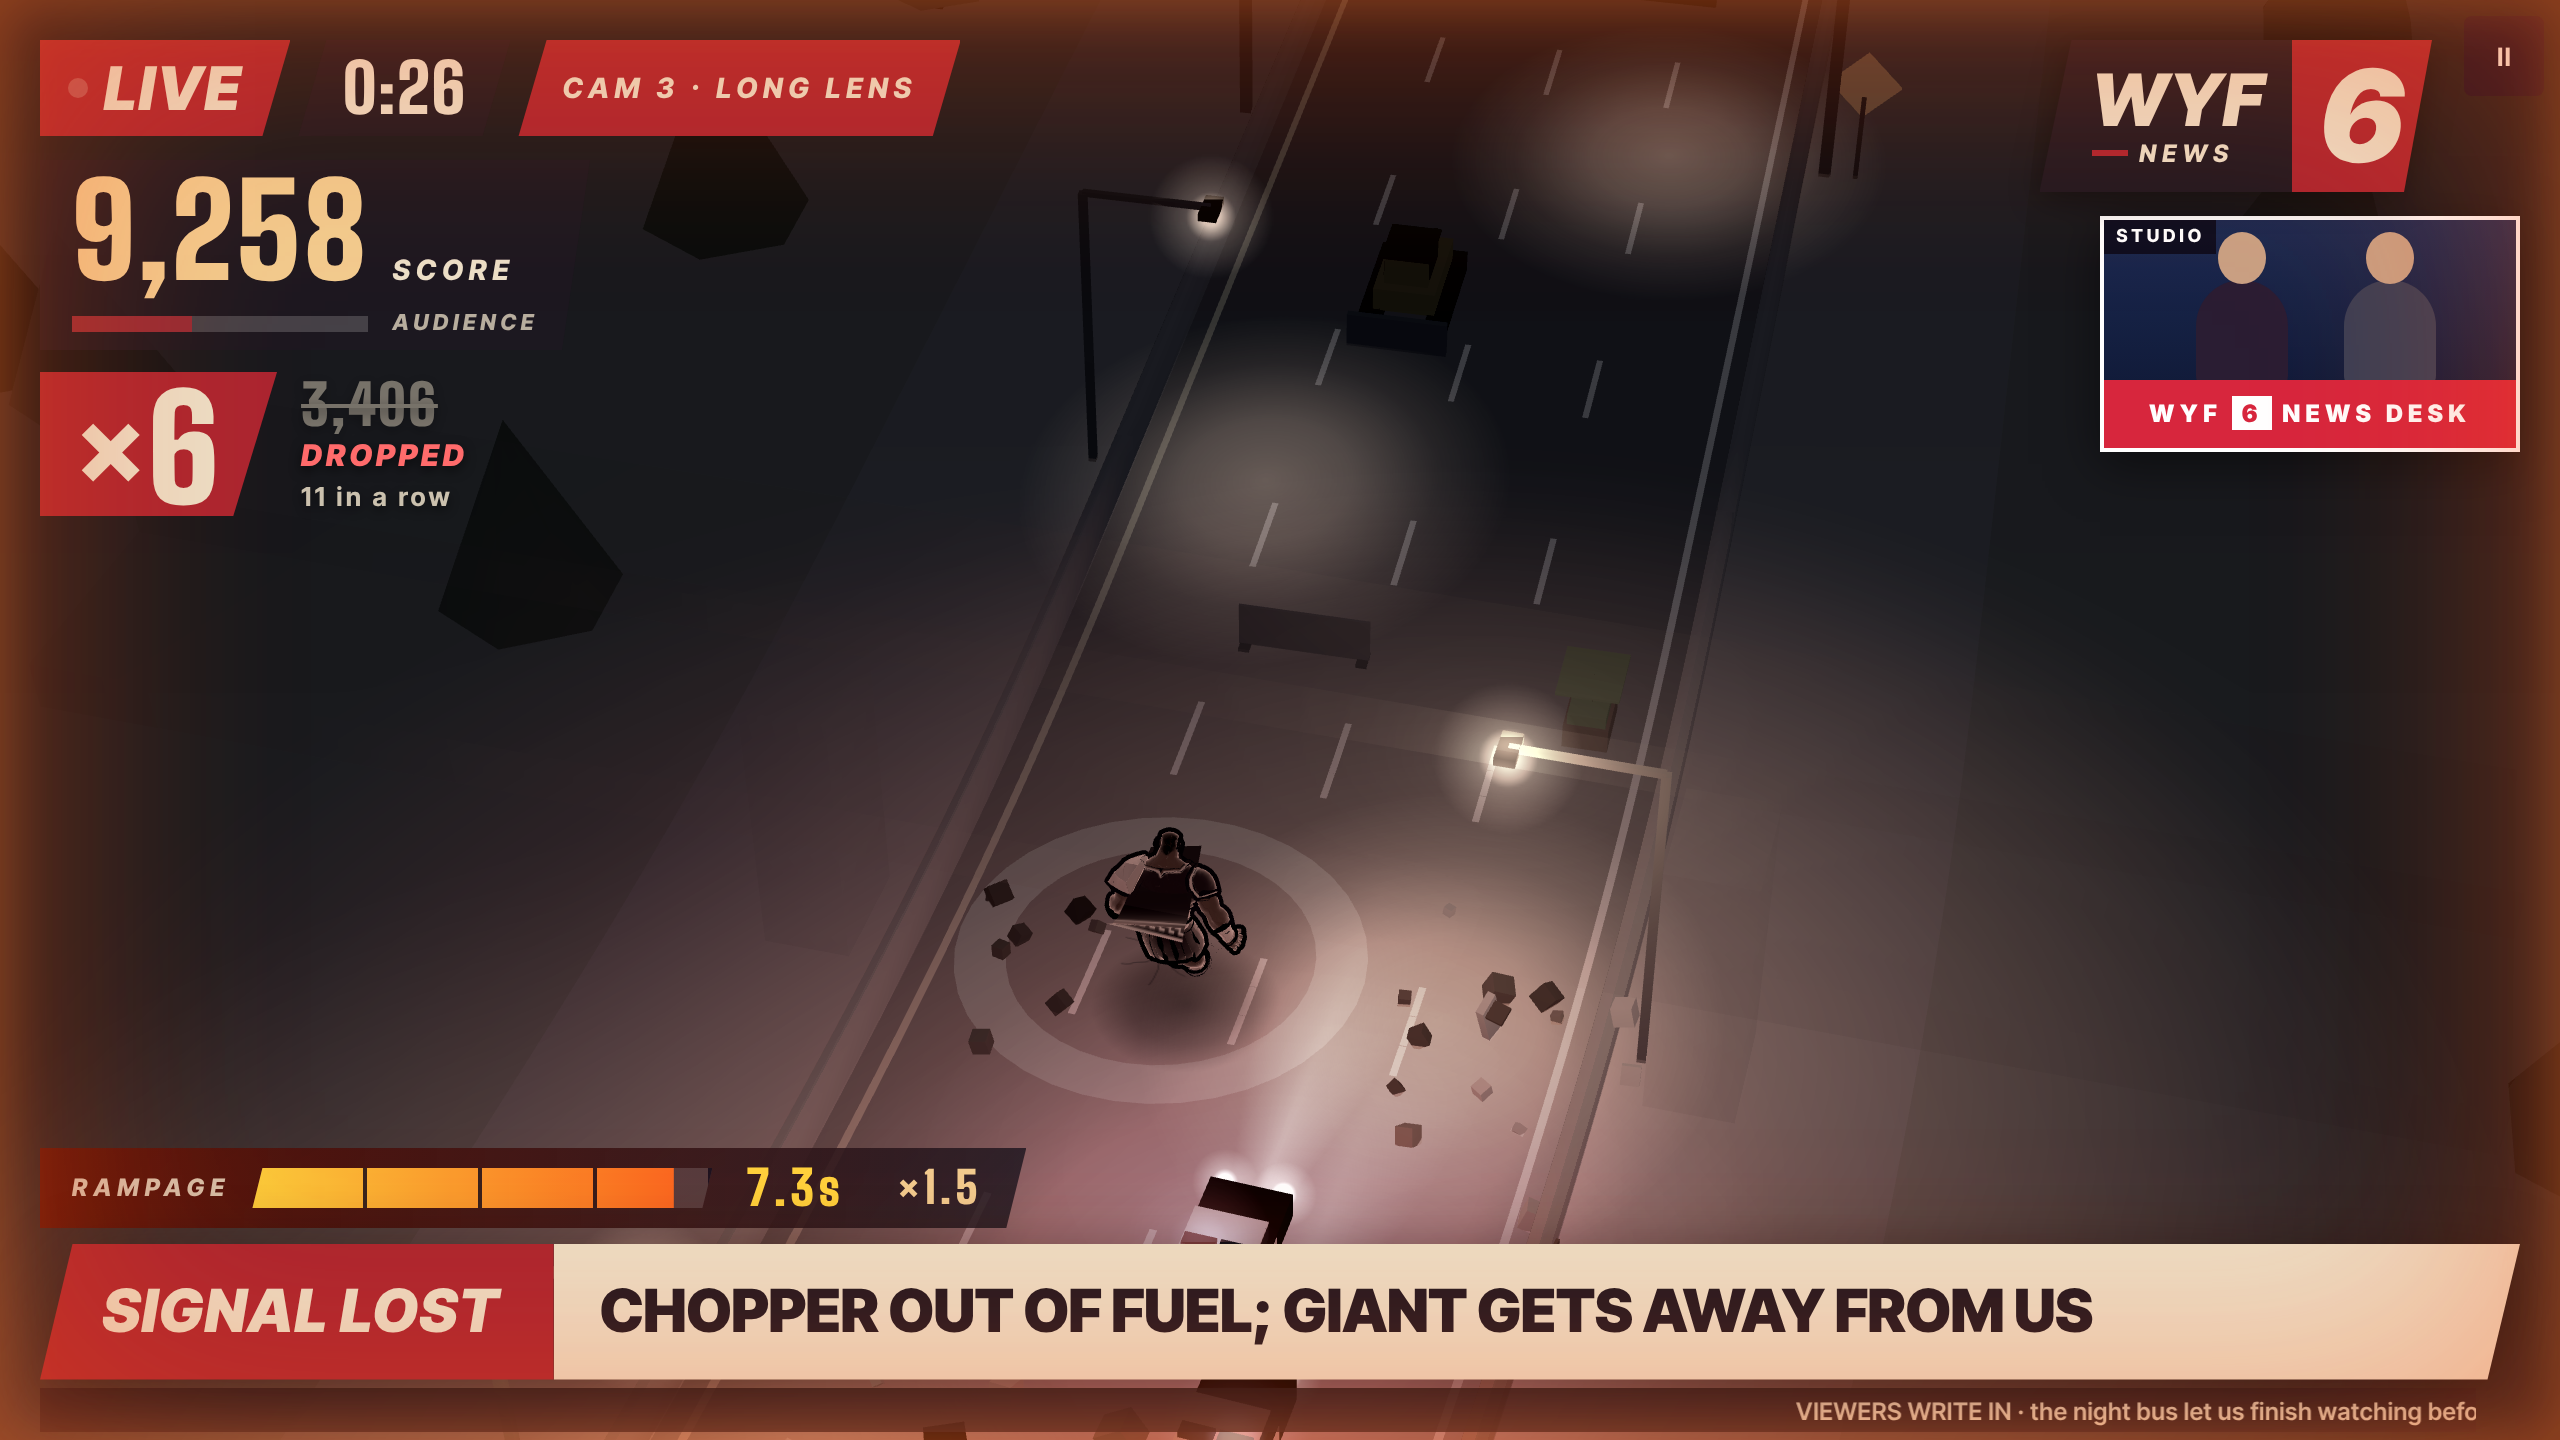 LIVE
0:26
CAM 3 · LONG LENS
WYF
NEWS
6
9,258
SCORE
AUDIENCE
STUDIO
WYF 6 NEWS DESK
×6
3,406
DROPPED
11 in a row
RAMPAGE
7.3s
×1.5
SIGNAL LOST
CHOPPER OUT OF FUEL; GIANT GETS AWAY FROM US
VIEWERS WRITE IN · the night bus let us finish watching befo